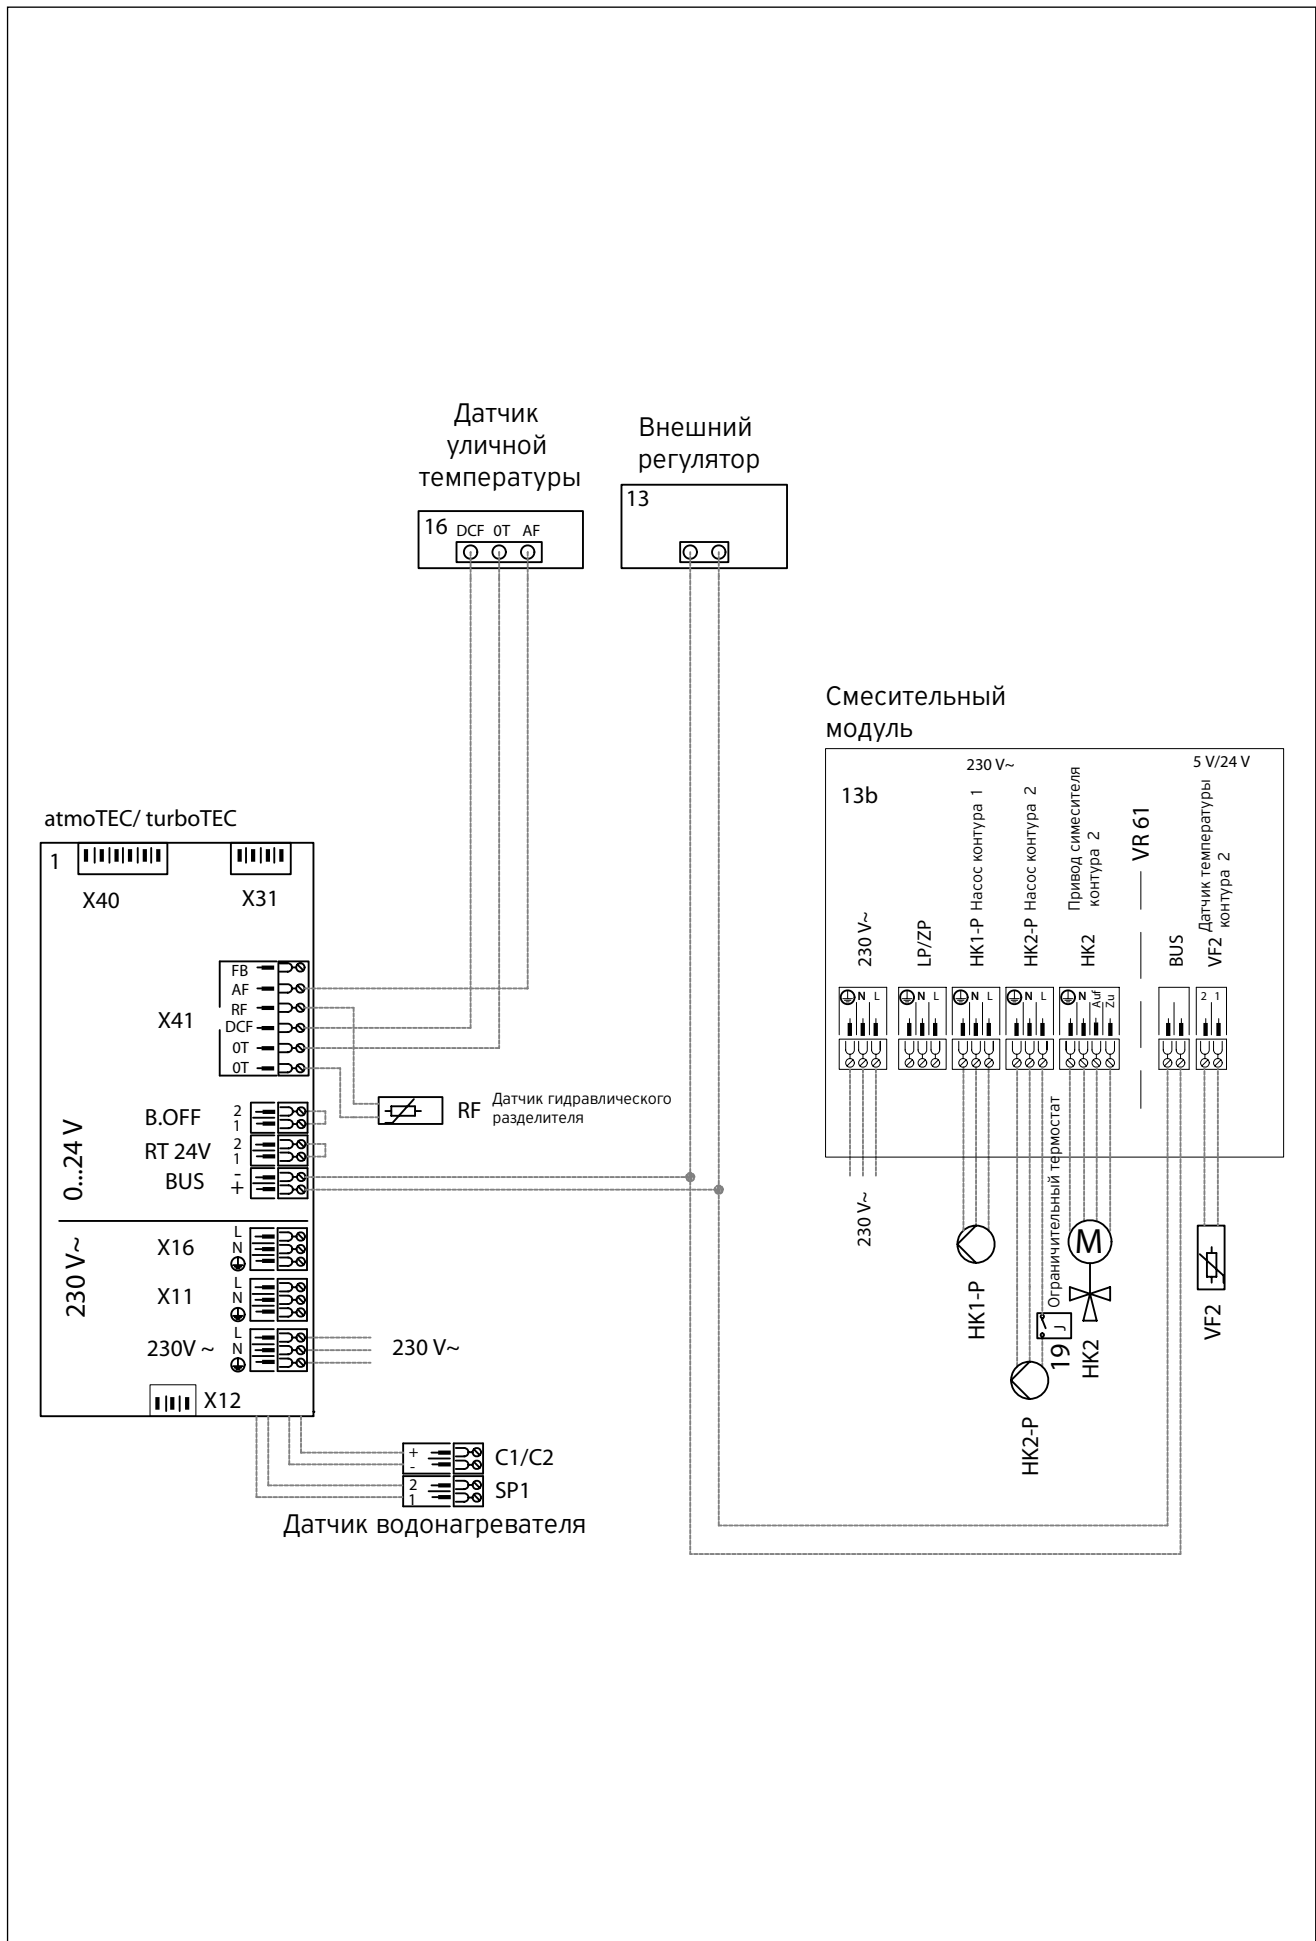 Датчик
уличной
температуры
Внешний
регулятор
16 DCF 0T AF
13
Смесительный
модуль
13b
230 V~
5 V/24 V
230 V~
LP/ZP
HK1-P Насос контура 1
HK2-P Насос контура 2
HK2
Привод симесителя
контура 2
VR 61
BUS
VF2
Датчик температуры
контура 2
N L
N L
N L
N L
N Auf Zu
2 1
atmoTEC/ turboTEC
1
X40
X31
X41
FB
AF
RF
DCF
0T
0T
RF
Датчик гидравлического
разделителя
0...24 V
B.OFF
2
1
RT 24V
2
1
BUS
-
+
230 V~
X16
L
N
X11
L
N
230V ~
L
N
230 V~
X12
+
-
C1/C2
2
1
SP1
Датчик водонагревателя
230 V~
HK1-P
HK2-P
Ограничительный термостат
19
M
HK2
VF2